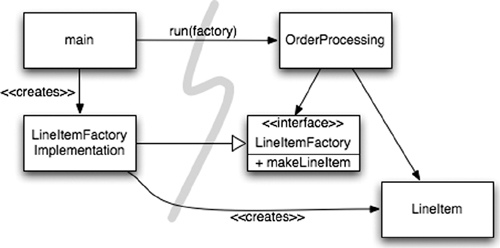 main
run(factory)
OrderProcessing
<<creates>>
LineItemFactory
Implementation
<<interface>>
LineItemFactory
+ makeLineItem
<<creates>>
LineItem